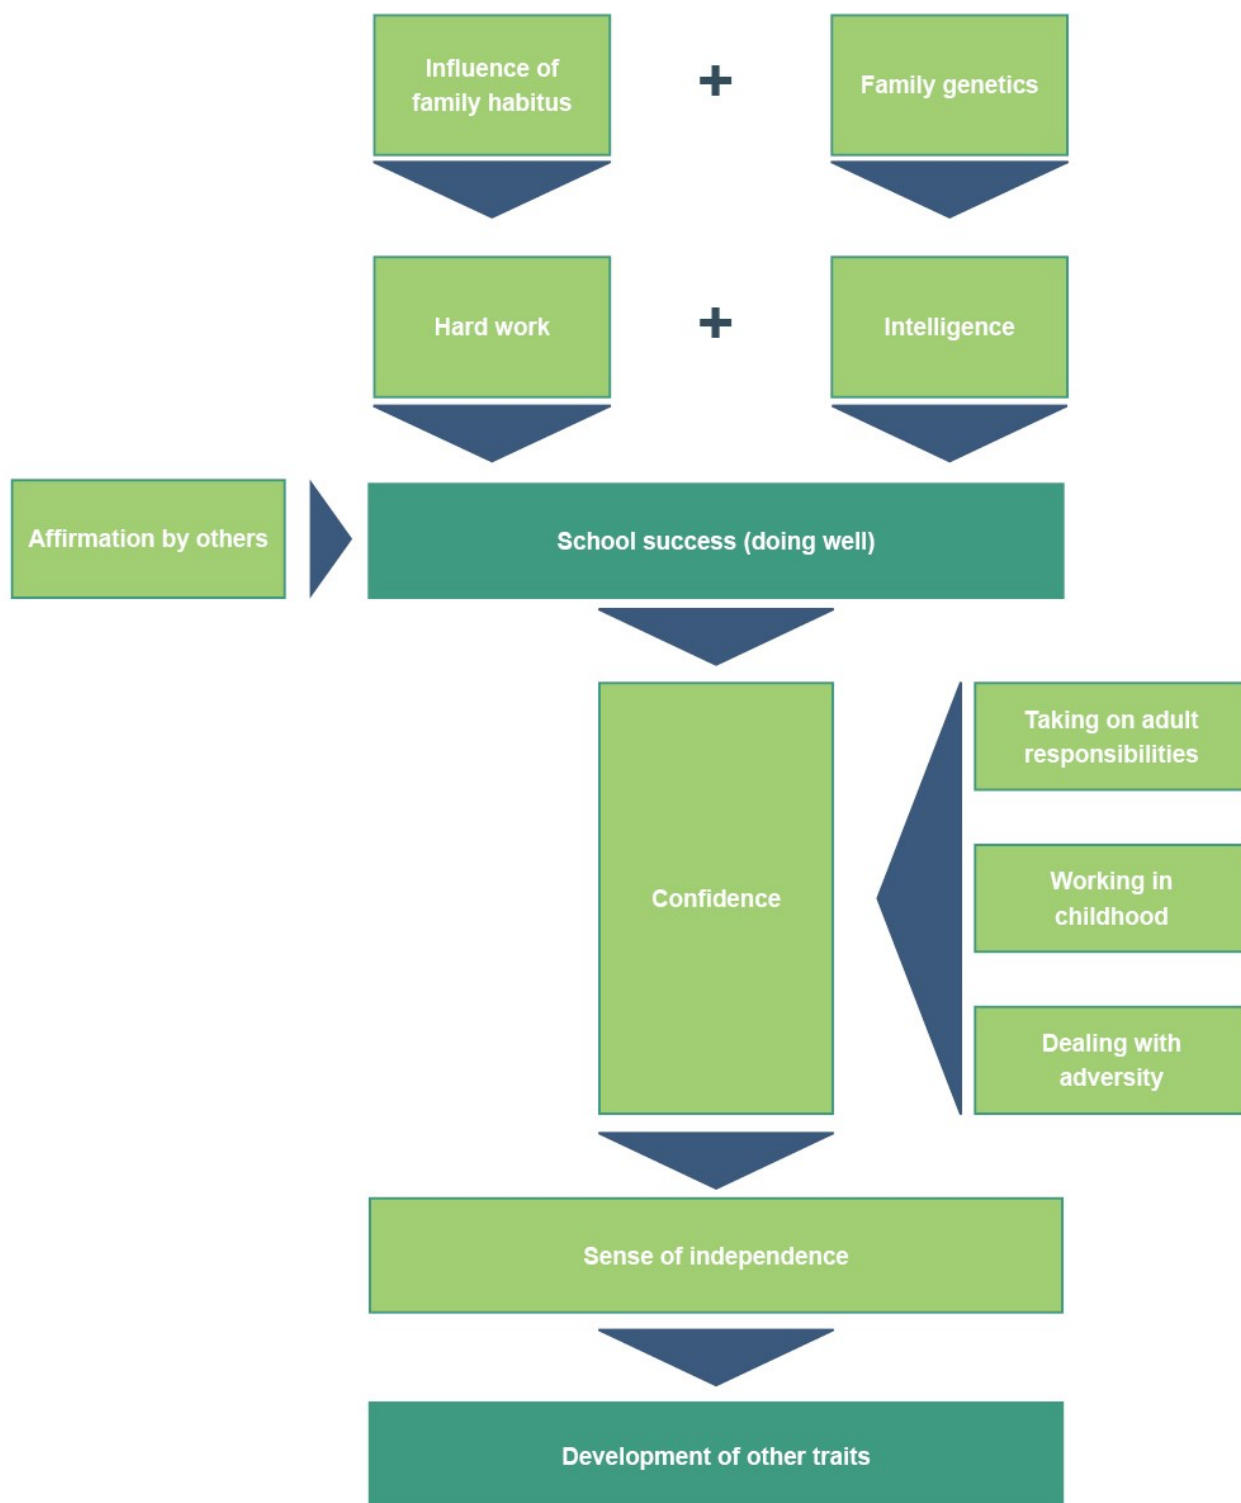 Influence of
family habitus
+
Family genetics
Hard work
+
Intelligence
Affirmation by others
School success (doing well)
Confidence
Taking on adult
responsibilities
Working in
childhood
Dealing with
adversity
Sense of independence
Development of other traits